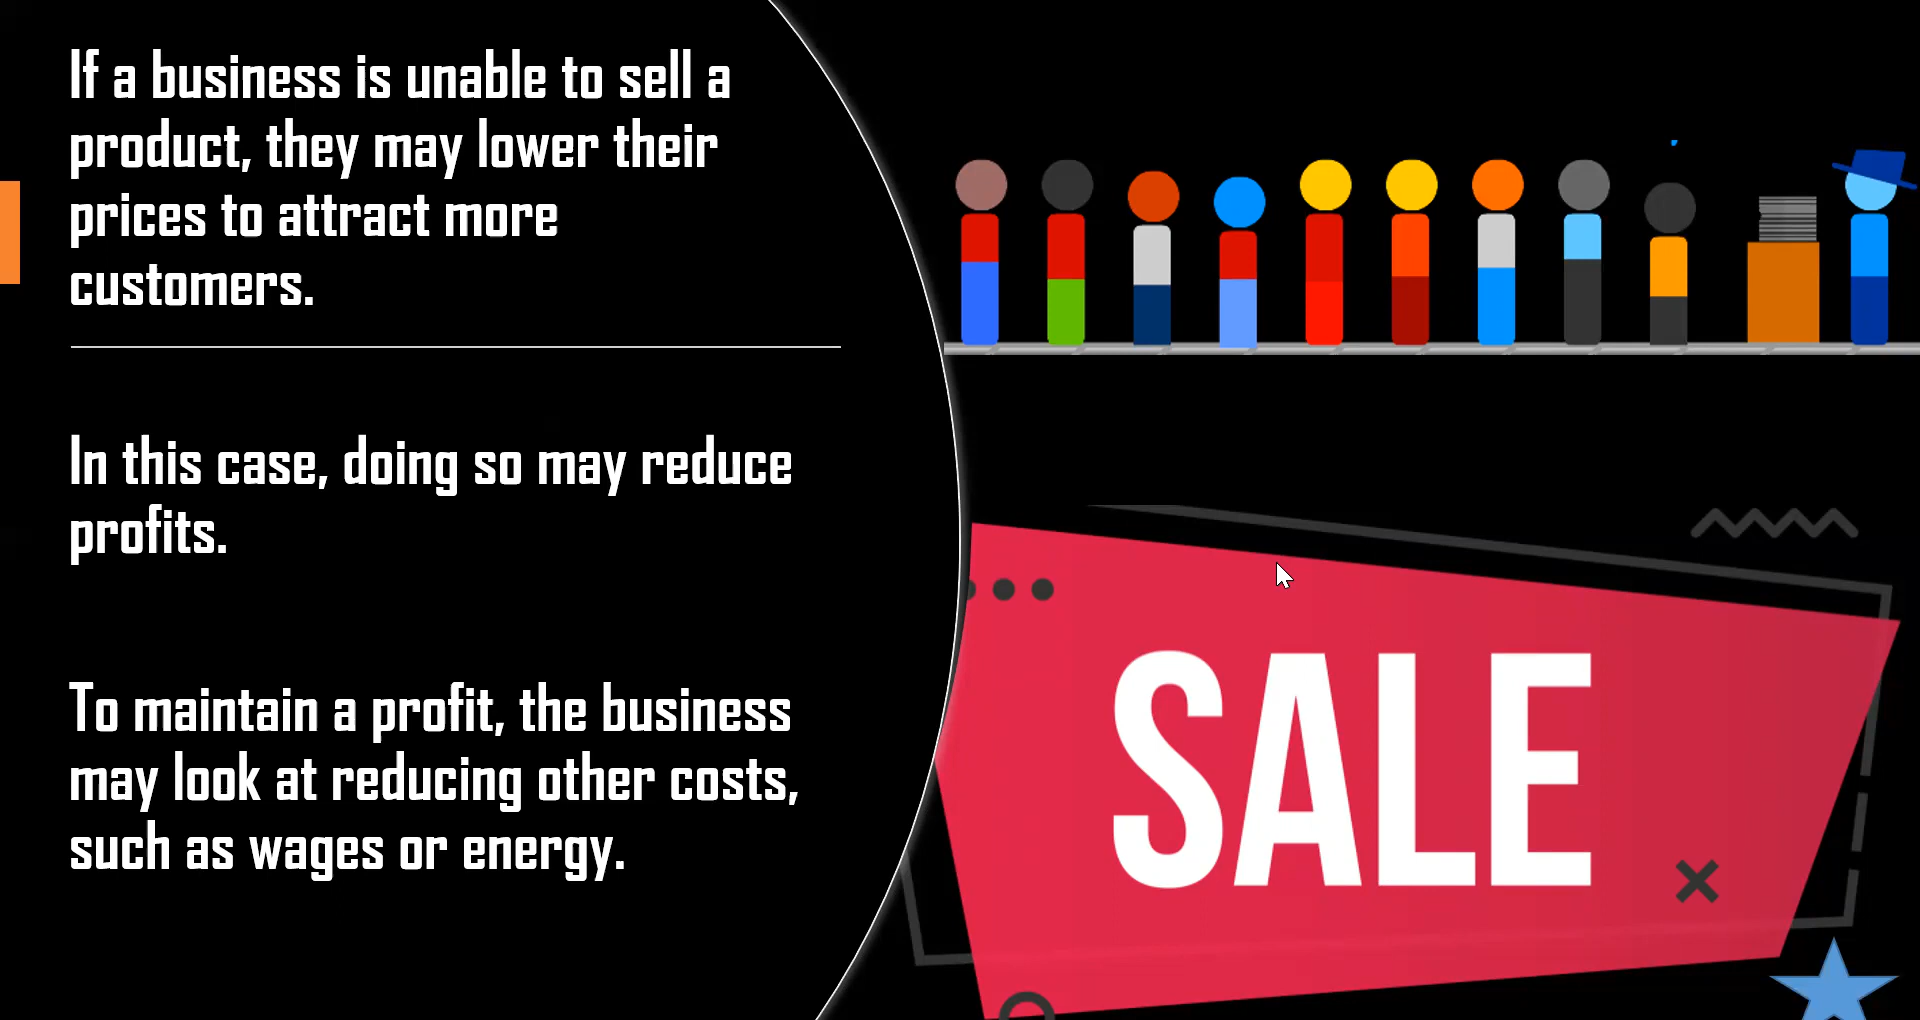 If a business is unable to sell a
product, they may lower their
prices to attract more
customers.
In this case, doing so may reduce
profits.
To maintain a profit, the business
may look at reducing other costs,
such as wages or energy.
SALE